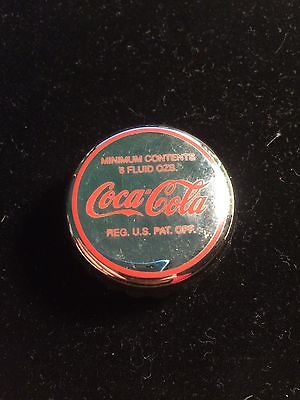 MINIMUM CONTENTS
6 FLUID OZS.
Coca-Cola
REG. U.S. PAT. OFF.